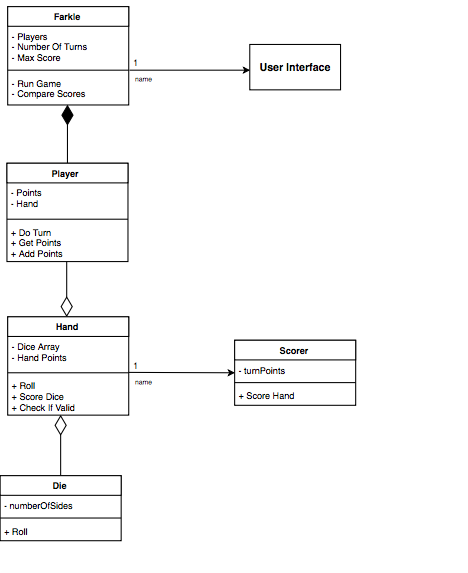 Farkle
- Players
- Number Of Turns
- Max Score
- Run Game
- Compare Scores
1
name
User Interface
Player
- Points
- Hand
+ Do Turn
+ Get Points
+ Add Points
Hand
- Dice Array
- Hand Points
+ Roll
+ Score Dice
+ Check If Valid
1
name
Scorer
- turnPoints
+ Score Hand
Die
- numberOfSides
+ Roll